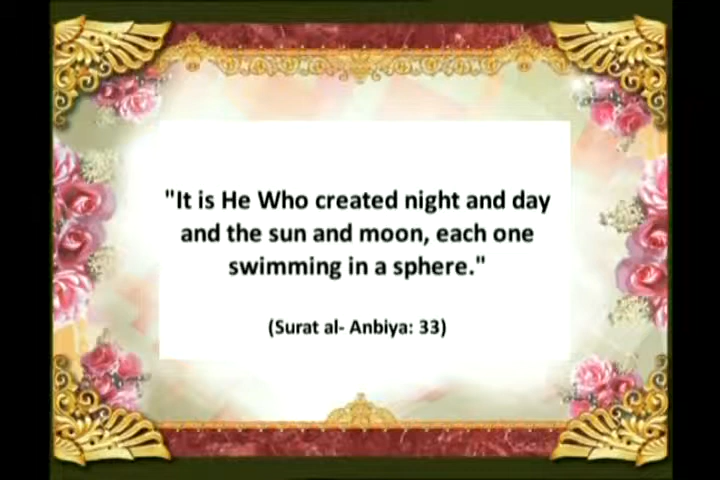 "It is He Who created night and day
and the sun and moon, each one
swimming in a sphere."
(Surat al- Anbiya: 33)